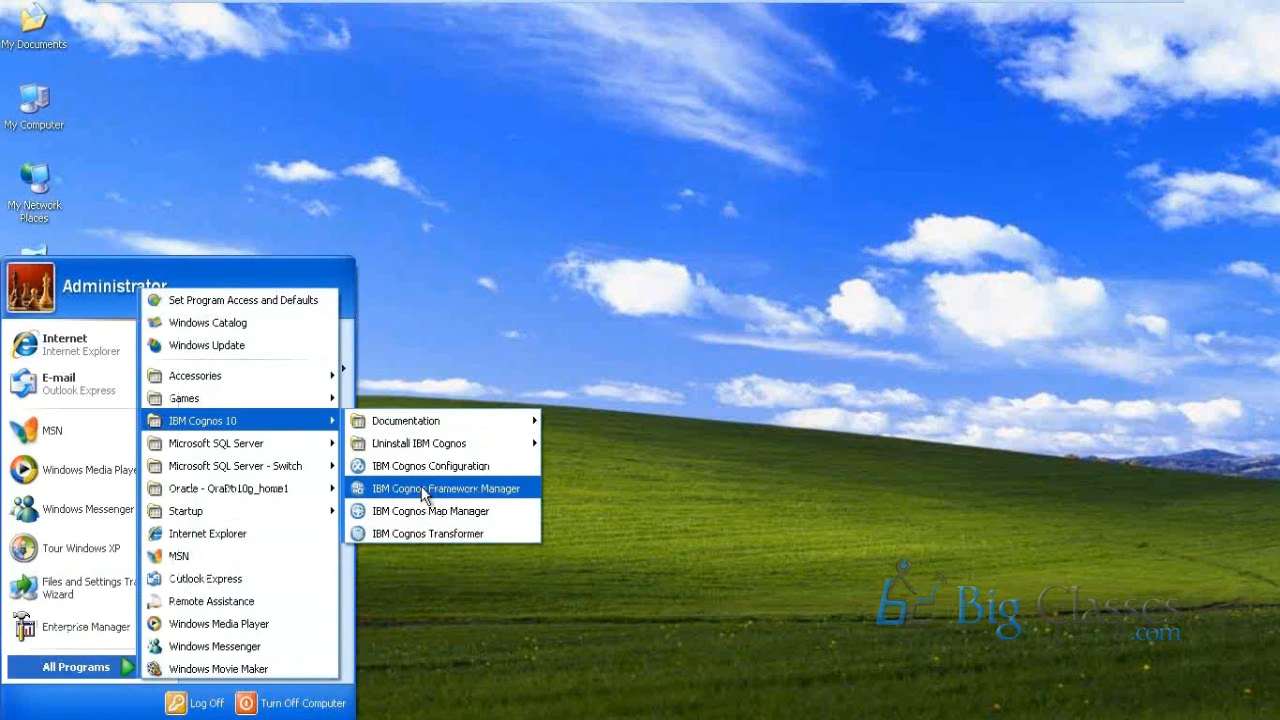 My Documents
My Computer
My Network
Places
Administrator
Internet
Internet Explorer
E-mail
Outlook Express
MSN
Windows Media Playe
Windows Messenger
Tour Windows XP
Files and Settings Tra
Wizard
Enterprise Manager
All Programs
Set Program Access and Defaults
Windows Catalog
Windows Update
Accessories
Games
IBM Cognos 10
Microsoft SQL Server
Microsoft SQL Server - Switch
Oracle - OraDb10g_home1
Startup
Internet Explorer
MSN
Outlook Express
Remote Assistance
Windows Media Player
Windows Messenger
Windows Movie Maker
Documentation
Uninstall IBM Cognos
IBM Cognos Configuration
IBM Cognos Framework Manager
IBM Cognos Map Manager
IBM Cognos Transformer
Log Off
Turn Off Computer
Big Classes
.com